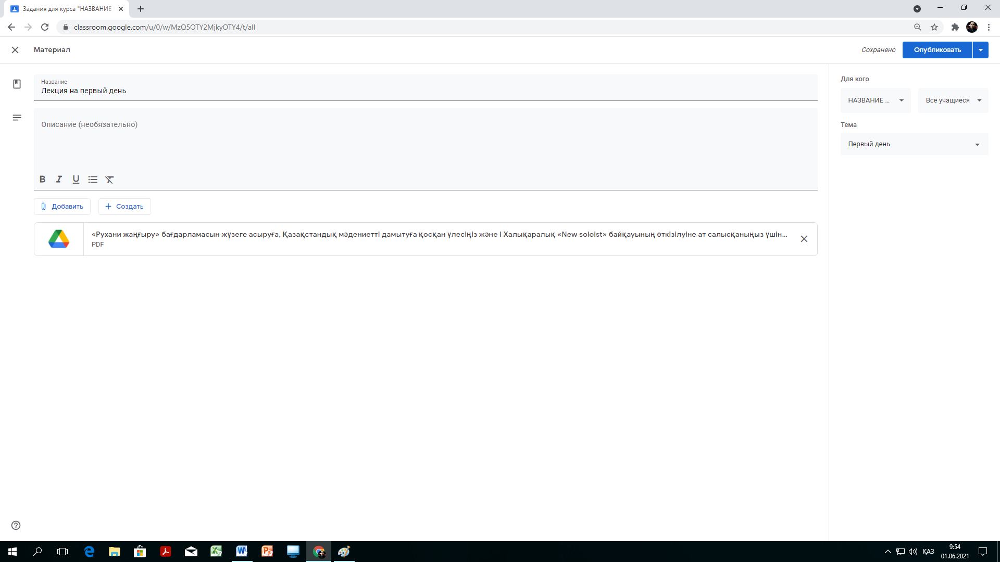 Задания для курса "НАЗВАНИЕ
classroom.google.com/u/0/w/MzQ5OTY2MjkyOTY4/t/all
Материал
Сохранено
Опубликовать
Название
Лекция на первый день
Описание (необязательно)
Добавить
Создать
«Рухани жаңғыру» бағдарламасын жүзеге асыруға, Қазақстандық мәдениетті дамытуға қосқан үлесіңіз және I Халықаралық «New soloist» байқауының өткізілуіне ат салысқаныңыз үшін...
PDF
Для кого
НАЗВАНИЕ ...
Все учащиеся
Тема
Первый день
ҚАЗ
9:54
01.06.2021